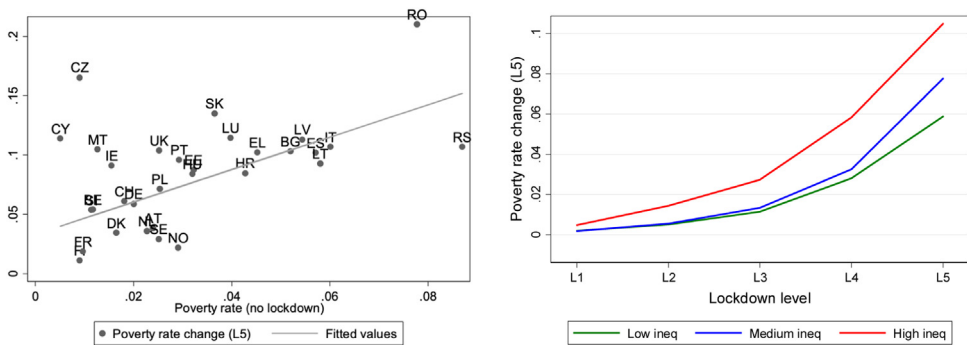 .2
.15
.1
.05
0
RO
CZ
SK
CY
MT
UK
LU
LV
IT
RS
IE
PT
EE
EL
BG
ES
LT
HR
PL
CH
DE
BE
DK
AT
SE
NO
FR
FI
0 .02 .04 .06 .08
Poverty rate (no lockdown)
Poverty rate change (L5) Fitted values
Poverty rate change (L5)
.1
.08
.06
.04
.02
0
L1 L2 L3 L4 L5
Lockdown level
Low ineq Medium ineq High ineq